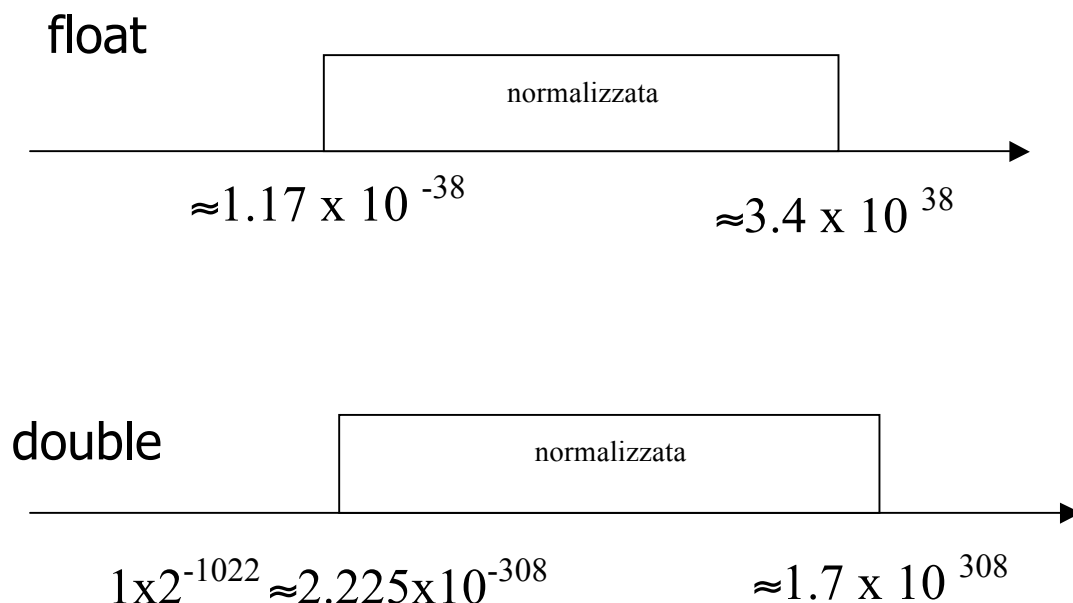 float
normalizzata
≈1.17 x 10 ⁻³⁸
≈3.4 x 10 ³⁸
double
normalizzata
1x2⁻¹⁰²² ≈2.225x10⁻³⁰⁸
≈1.7 x 10 ³⁰⁸